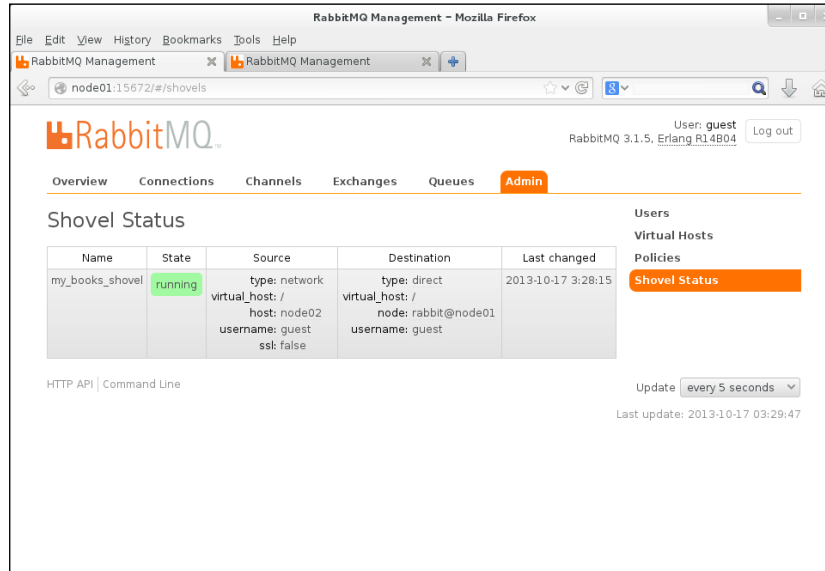 RabbitMQ Management - Mozilla Firefox
File Edit View History Bookmarks Tools Help
RabbitMQ Management RabbitMQ Management
node01:15672/#/shovels
RabbitMQ
User: guest
RabbitMQ 3.1.5, Erlang R14B04
Log out
Overview Connections Channels Exchanges Queues Admin
Shovel Status
Name State Source Destination Last changed
my_books_shovel running type: network type: direct 2013-10-17 3:28:15
virtual_host: / virtual_host: /
host: node02 node: rabbit@node01
username: guest username: guest
ssl: false
Users
Virtual Hosts
Policies
Shovel Status
HTTP API Command Line
Update every 5 seconds
Last update: 2013-10-17 03:29:47